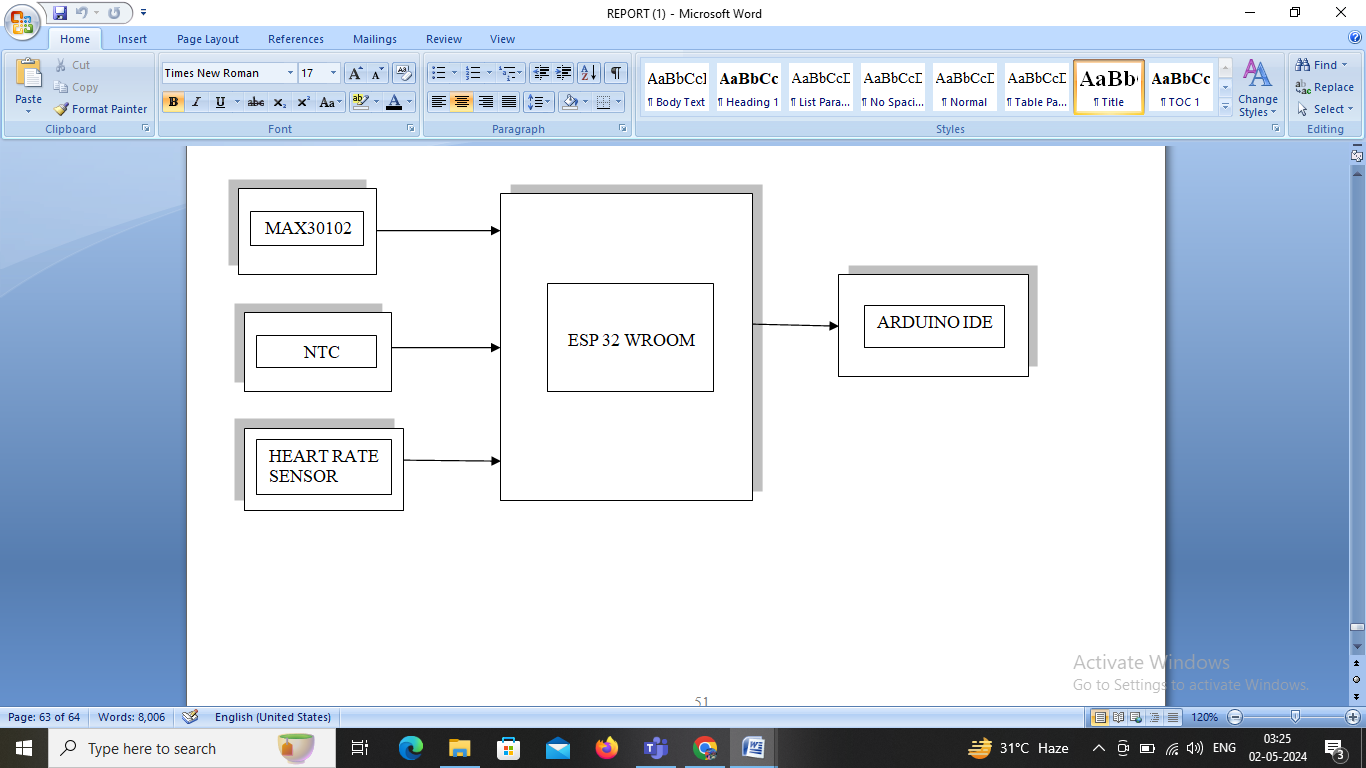 REPORT (1) - Microsoft Word
Home Insert Page Layout References Mailings Review View
Paste
Cut
Copy
Format Painter
Clipboard
Times New Roman 17
B I U abc x₂ x² Aa
Font
Paragraph
AaBbCcI AaBbCc AaBbCcD AaBbCcD AaBbCcD AaBbCcD AaBb AaBbCc
¶ Body Text ¶ Heading 1 ¶ List Para... ¶ No Spaci... ¶ Normal ¶ Table Pa... ¶ Title ¶ TOC 1
Change
Styles
Styles
Find
Replace
Select
Editing
MAX30102
NTC
HEART RATE
SENSOR
ESP 32 WROOM
ARDUINO IDE
51
Activate Windows
Go to Settings to activate Windows.
Page: 63 of 64 Words: 8,006 English (United States) 120%
Type here to search
31°C Haze ENG
03:25
02-05-2024
3